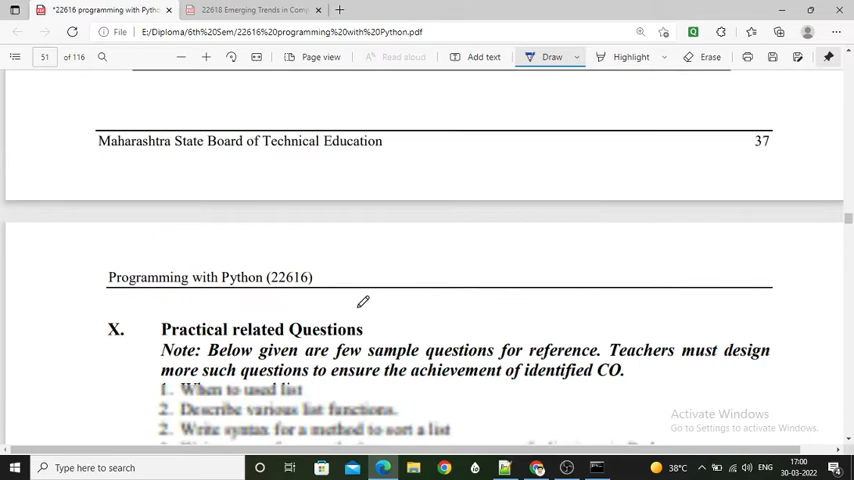 *22616 programming with Pytho
22618 Emerging Trends in Comp
File
E:/Diploma/6th%20Sem/22616%20programming%20with%20Python.pdf
51 of 116
Page view
Read aloud
Add text
Draw
Highlight
Erase
Maharashtra State Board of Technical Education 37
Programming with Python (22616)
X. Practical related Questions
Note: Below given are few sample questions for reference. Teachers must design
more such questions to ensure the achievement of identified CO.
1. When to used list
2. Describe various list functions.
2. Write syntax for a method to sort a list
Activate Windows
Go to Settings to activate Windows.
Type here to search
38°C
ENG
17:00
30-03-2022
4